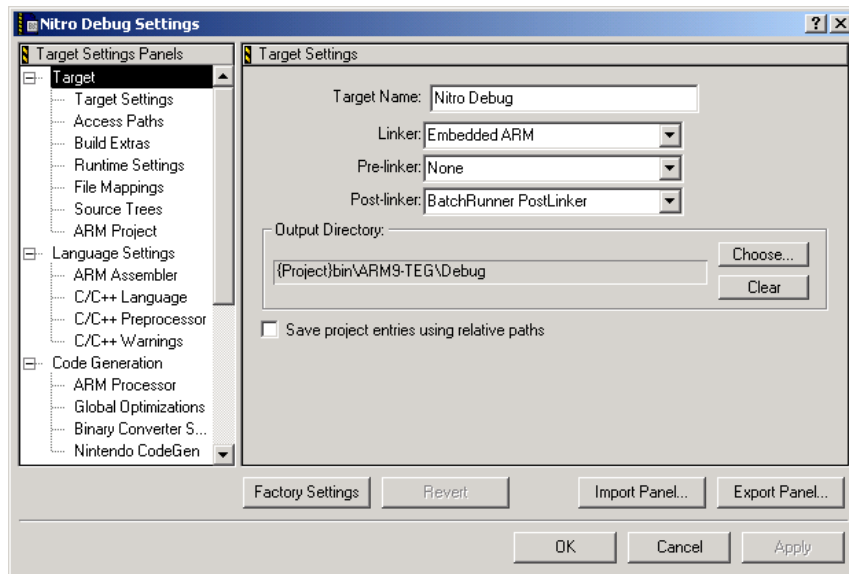 Nitro Debug Settings
Target Settings Panels
Target
Target Settings
Access Paths
Build Extras
Runtime Settings
File Mappings
Source Trees
ARM Project
Language Settings
ARM Assembler
C/C++ Language
C/C++ Preprocessor
C/C++ Warnings
Code Generation
ARM Processor
Global Optimizations
Binary Converter S...
Nintendo CodeGen
Target Settings
Target Name: Nitro Debug
Linker: Embedded ARM
Pre-linker: None
Post-linker: BatchRunner PostLinker
Output Directory:
{Project}bin\ARM9-TEG\Debug
Choose...
Clear
Save project entries using relative paths
Factory Settings Revert Import Panel... Export Panel...
OK Cancel Apply